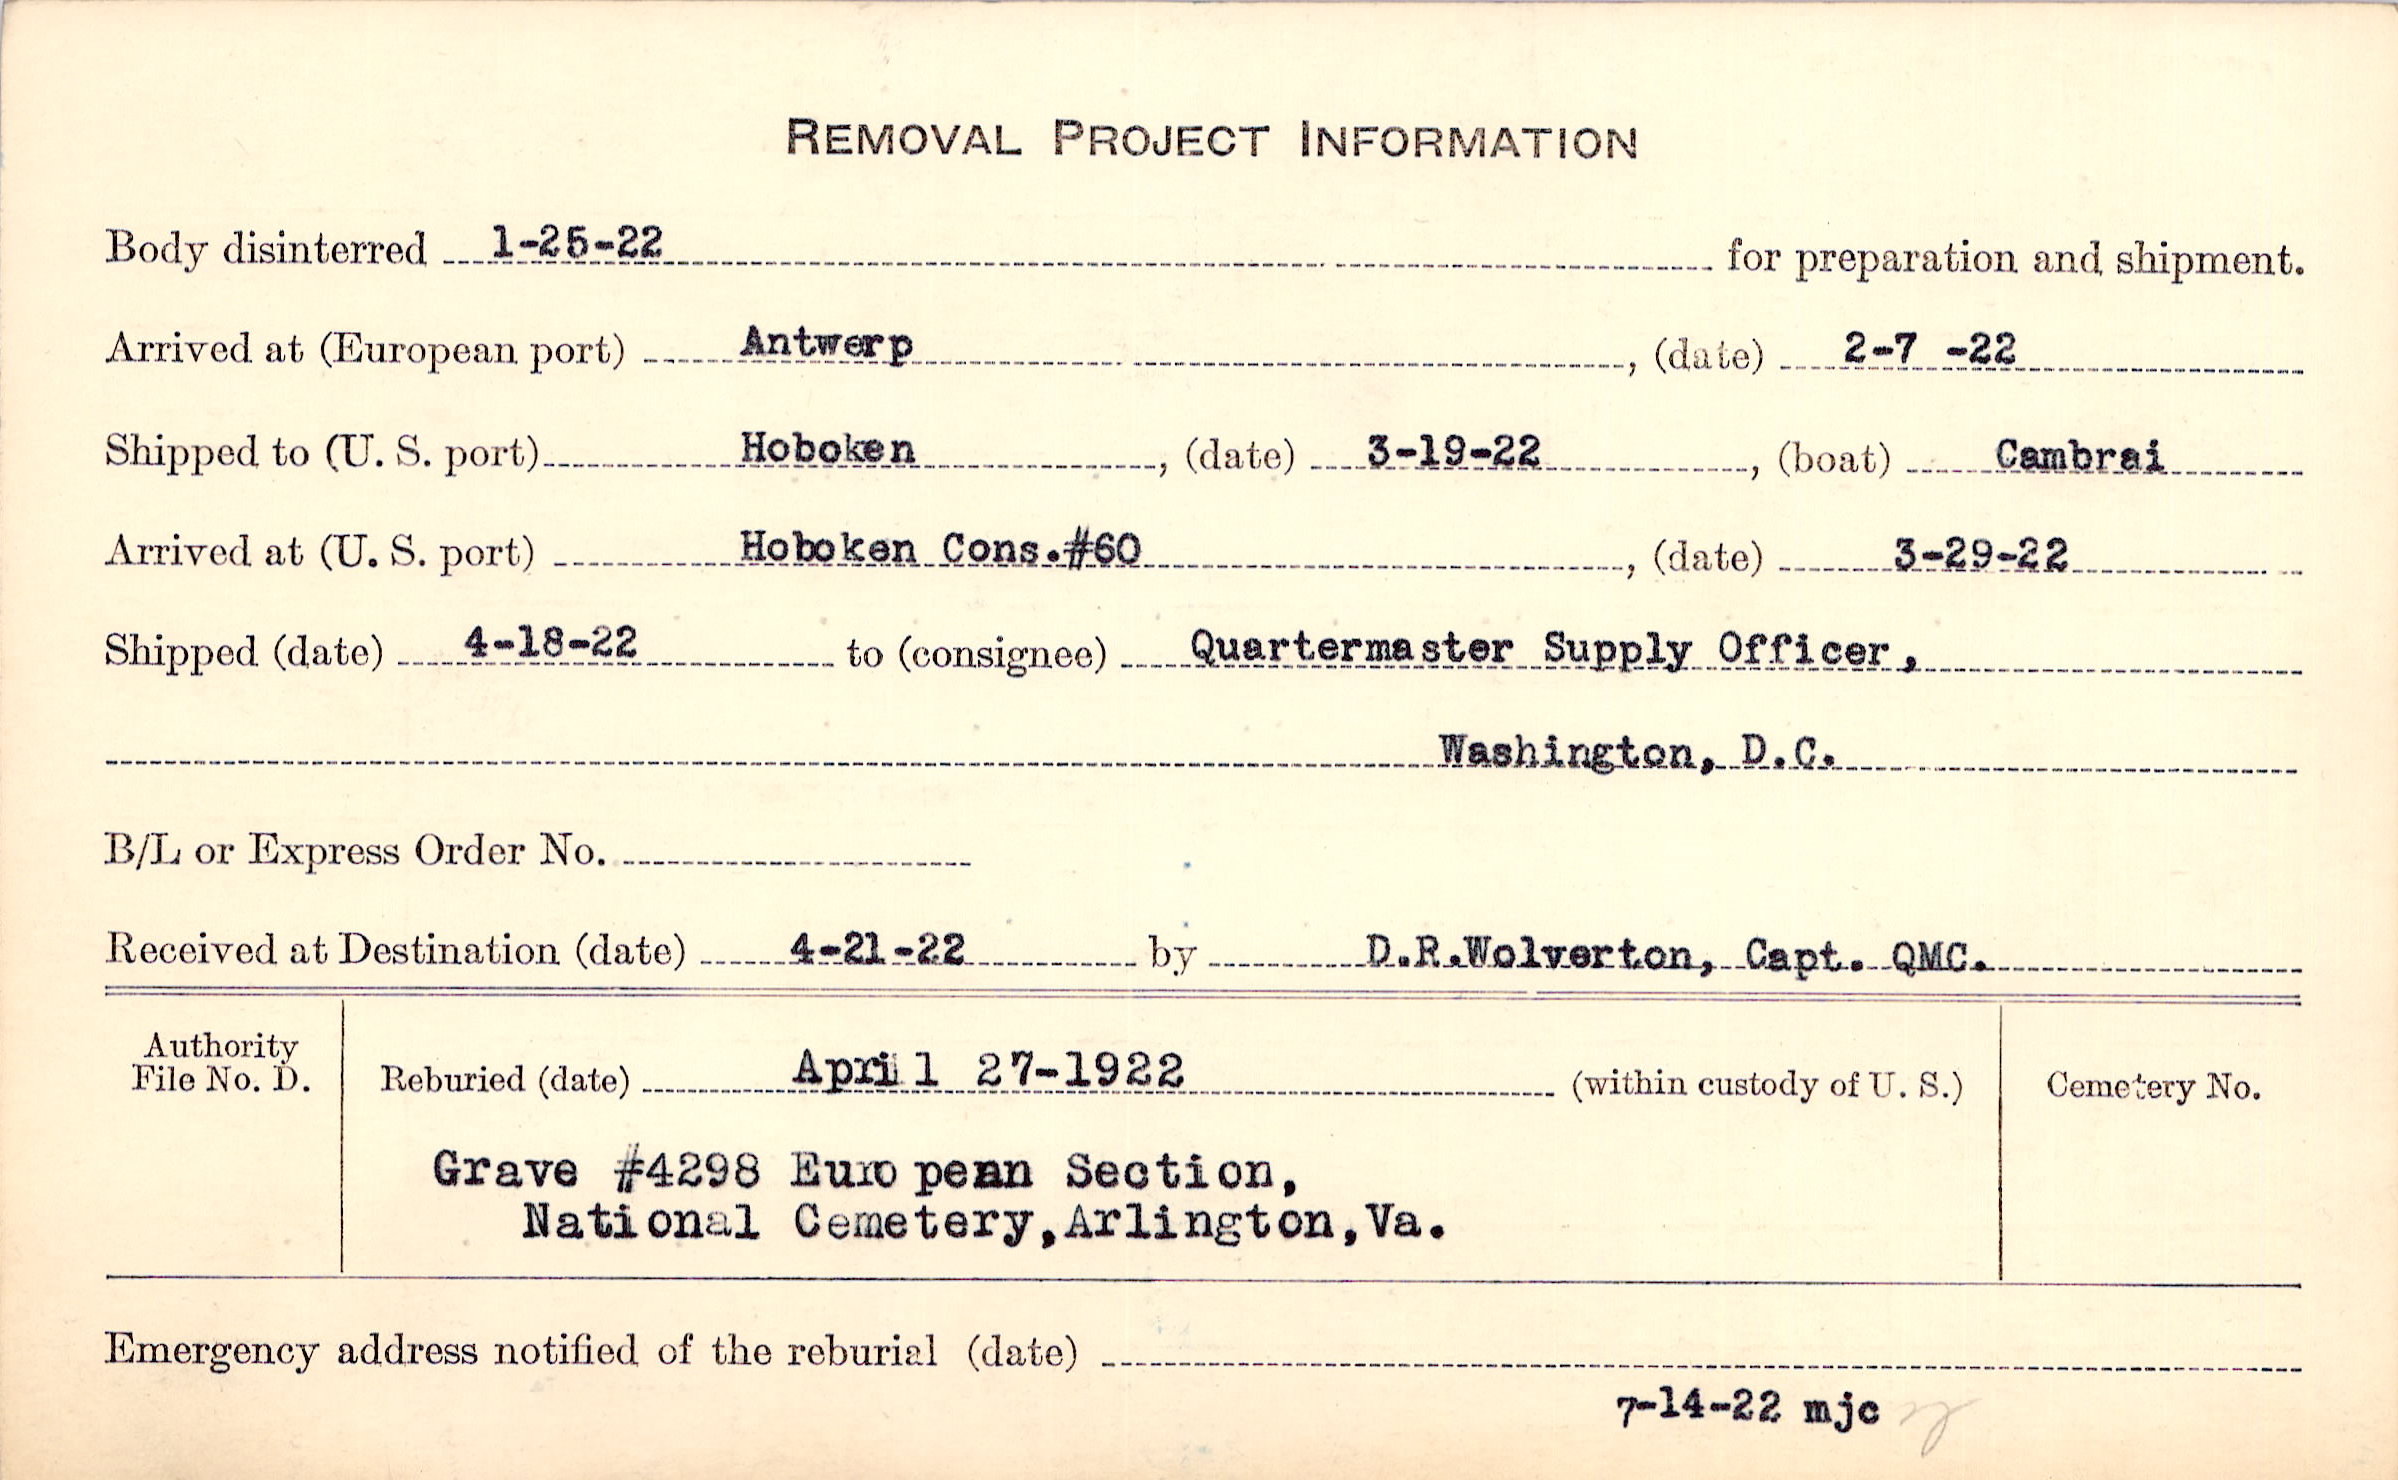 REMOVAL PROJECT INFORMATION
Body disinterred 1-25-22 for preparation and shipment.
Arrived at (European port) Antwerp, (date) 2-7 -22
Shipped to (U. S. port) Hoboken, (date) 3-19-22, (boat) Cambrai
Arrived at (U. S. port) Hoboken Cons.#60, (date) 3-29-22
Shipped (date) 4-18-22 to (consignee) Quartermaster Supply Officer,
Washington, D.C.
B/L or Express Order No.
Received at Destination (date) 4-21-22 by D.R.Wolverton, Capt. QMC.
Authority
File No. D.
Reburied (date) April 27-1922 (within custody of U. S.)
Cemetery No.
Grave #4298 European Section,
National Cemetery,Arlington,Va.
Emergency address notified of the reburial (date)
7-14-22 mjc